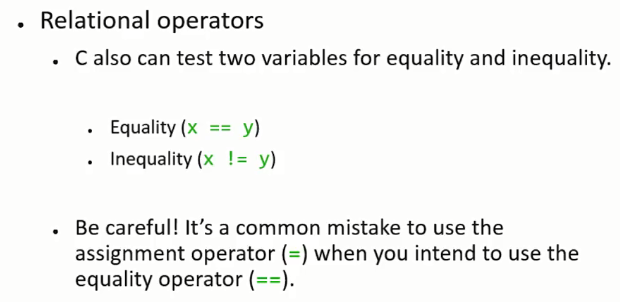 • Relational operators
• C also can test two variables for equality and inequality.
• Equality (x == y)
• Inequality (x != y)
• Be careful! It's a common mistake to use the
assignment operator (=) when you intend to use the
equality operator (==).